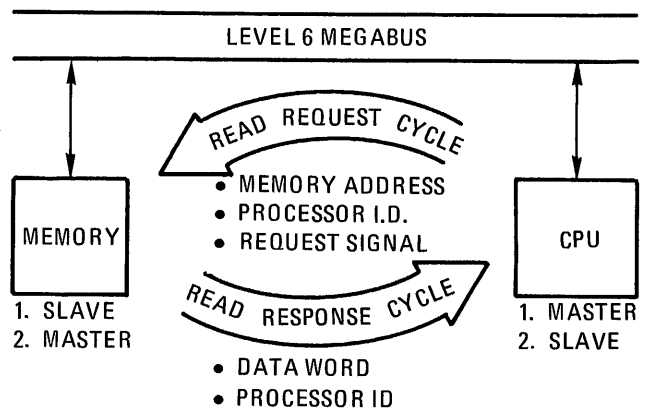 LEVEL 6 MEGABUS
READ REQUEST CYCLE
• MEMORY ADDRESS
• PROCESSOR I.D.
• REQUEST SIGNAL
MEMORY
1. SLAVE
2. MASTER
CPU
1. MASTER
2. SLAVE
READ RESPONSE CYCLE
• DATA WORD
• PROCESSOR ID